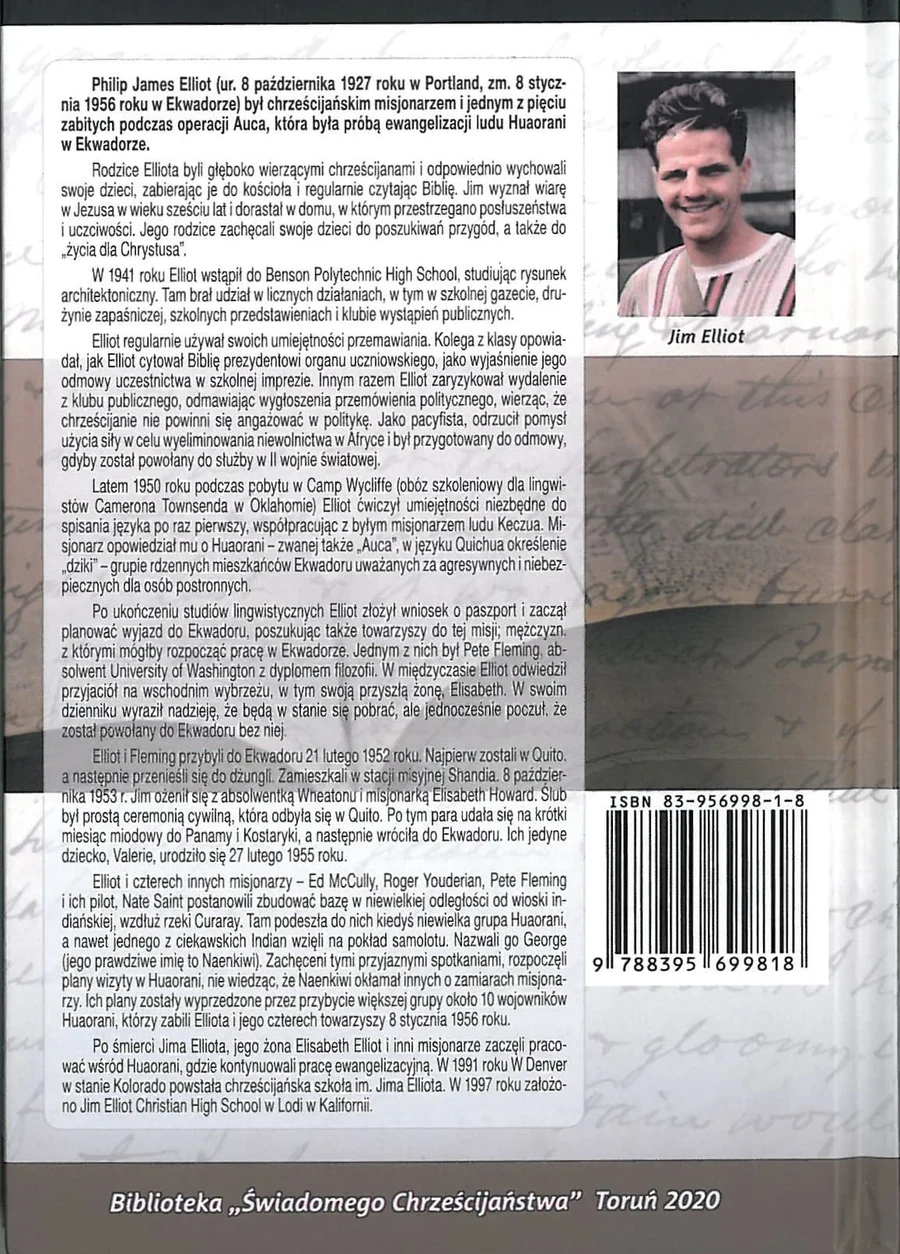 Philip James Elliot (ur. 8 października 1927 roku w Portland, zm. 8 stycz-
nia 1956 roku w Ekwadorze) był chrześcijańskim misjonarzem i jednym z pięciu
zabitych podczas operacji Auca, która była próbą ewangelizacji ludu Huaorani
w Ekwadorze.
Rodzice Elliota byli głęboko wierzącymi chrześcijanami i odpowiednio wychowali
swoje dzieci, zabierając je do kościoła i regularnie czytając Biblię. Jim wyznał wiarę
w Jezusa w wieku sześciu lat i dorastał w domu, w którym przestrzegano posłuszeństwa
i uczciwości. Jego rodzice zachęcali swoje dzieci do poszukiwań przygód, a także do
„życia dla Chrystusa”.
W 1941 roku Elliot wstąpił do Benson Polytechnic High School, studiując rysunek
architektoniczny. Tam brał udział w licznych działaniach, w tym w szkolnej gazecie, dru-
żynie zapaśniczej, szkolnych przedstawieniach i klubie wystąpień publicznych.
Elliot regularnie używał swoich umiejętności przemawiania. Kolega z klasy opowia-
dał, jak Elliot cytował Biblię prezydentowi organu uczniowskiego, jako wyjaśnienie jego
odmowy uczestnictwa w szkolnej imprezie. Innym razem Elliot zaryzykował wydalenie
z klubu publicznego, odmawiając wygłoszenia przemówienia politycznego, wierząc, że
chrześcijanie nie powinni się angażować w politykę. Jako pacyfista, odrzucił pomysł
użycia siły w celu wyeliminowania niewolnictwa w Afryce i był przygotowany do odmowy,
gdyby został powołany do służby w II wojnie światowej.
Latem 1950 roku podczas pobytu w Camp Wycliffe (obóz szkoleniowy dla lingwi-
stów Camerona Townsenda w Oklahomie) Elliot ćwiczył umiejętności niezbędne do
spisania języka po raz pierwszy, współpracując z byłym misjonarzem ludu Keczua. Mi-
sjonarz opowiedział mu o Huaorani – zwanej także „Auca”, w języku Quichua określenie
„dziki” – grupie rdzennych mieszkańców Ekwadoru uważanych za agresywnych i niebez-
piecznych dla osób postronnych.
Po ukończeniu studiów lingwistycznych Elliot złożył wniosek o paszport i zaczął
planować wyjazd do Ekwadoru, poszukując także towarzyszy do tej misji; mężczyzn.
z którymi mógłby rozpocząć pracę w Ekwadorze. Jednym z nich był Pete Fleming, ab-
solwent University of Washington z dyplomem filozofii. W międzyczasie Elliot odwiedził
przyjaciół na wschodnim wybrzeżu, w tym swoją przyszłą żonę, Elisabeth. W swoim
dzienniku wyraził nadzieję, że będą w stanie się pobrać, ale jednocześnie poczuł, że
został powołany do Ekwadoru bez niej.
Elliot i Fleming przybyli do Ekwadoru 21 lutego 1952 roku. Najpierw zostali w Quito.
a następnie przenieśli się do dżungli. Zamieszkali w stacji misyjnej Shandia. 8 paździer-
nika 1953 r. Jim ożenił się z absolwentką Wheatonu i misjonarką Elisabeth Howard. Ślub
był prostą ceremonią cywilną, która odbyła się w Quito. Po tym para udała się na krótki
miesiąc miodowy do Panamy i Kostaryki, a następnie wróciła do Ekwadoru. Ich jedyne
dziecko, Valerie, urodziło się 27 lutego 1955 roku.
Elliot i czterech innych misjonarzy – Ed McCully, Roger Youderian, Pete Fleming
i ich pilot, Nate Saint postanowili zbudować bazę w niewielkiej odległości od wioski in-
diańskiej, wzdłuż rzeki Curaray. Tam podeszła do nich kiedyś niewielka grupa Huaorani,
a nawet jednego z ciekawskich Indian wzięli na pokład samolotu. Nazwali go George
(jego prawdziwe imię to Naenkiwi). Zachęceni tymi przyjaznymi spotkaniami, rozpoczęli
plany wizyty w Huaorani, nie wiedząc, że Naenkiwi okłamał innych o zamiarach misjona-
rzy. Ich plany zostały wyprzedzone przez przybycie większej grupy około 10 wojowników
Huaorani, którzy zabili Elliota i jego czterech towarzyszy 8 stycznia 1956 roku.
Po śmierci Jima Elliota, jego żona Elisabeth Elliot i inni misjonarze zaczęli praco-
wać wśród Huaorani, gdzie kontynuowali pracę ewangelizacyjną. W 1991 roku W Denver
w stanie Kolorado powstała chrześcijańska szkoła im. Jima Elliota. W 1997 roku założo-
no Jim Elliot Christian High School w Lodi w Kalifornii.
Jim Elliot
ISBN 83-956998-1-8
9 788395 699818
Biblioteka „Świadomego Chrześcijaństwa” Toruń 2020